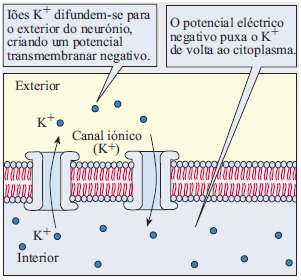 Iões K⁺ difundem-se para
o exterior do neurónio,
criando um potencial
transmembranar negativo.
O potencial eléctrico
negativo puxa o K⁺
de volta ao citoplasma.
Exterior
K⁺
Canal iónico
(K⁺)
K⁺
Interior